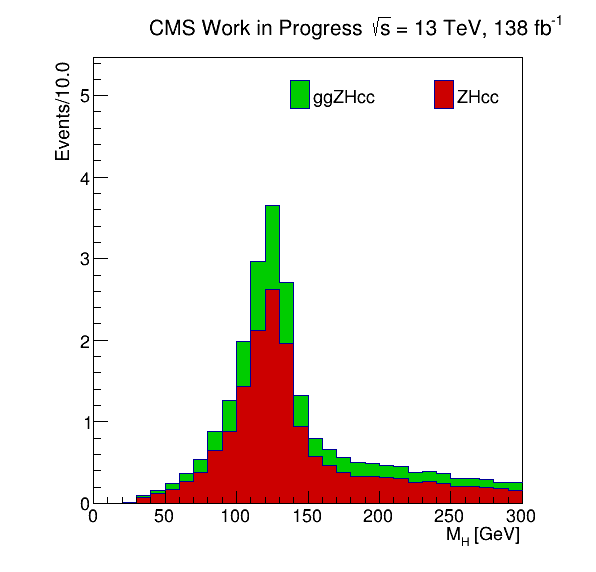 CMS Work in Progress √s = 13 TeV, 138 fb⁻¹
Events/10.0
ggZHcc
ZHcc
5
4
3
2
1
0
0 50 100 150 200 250 300
M_H [GeV]